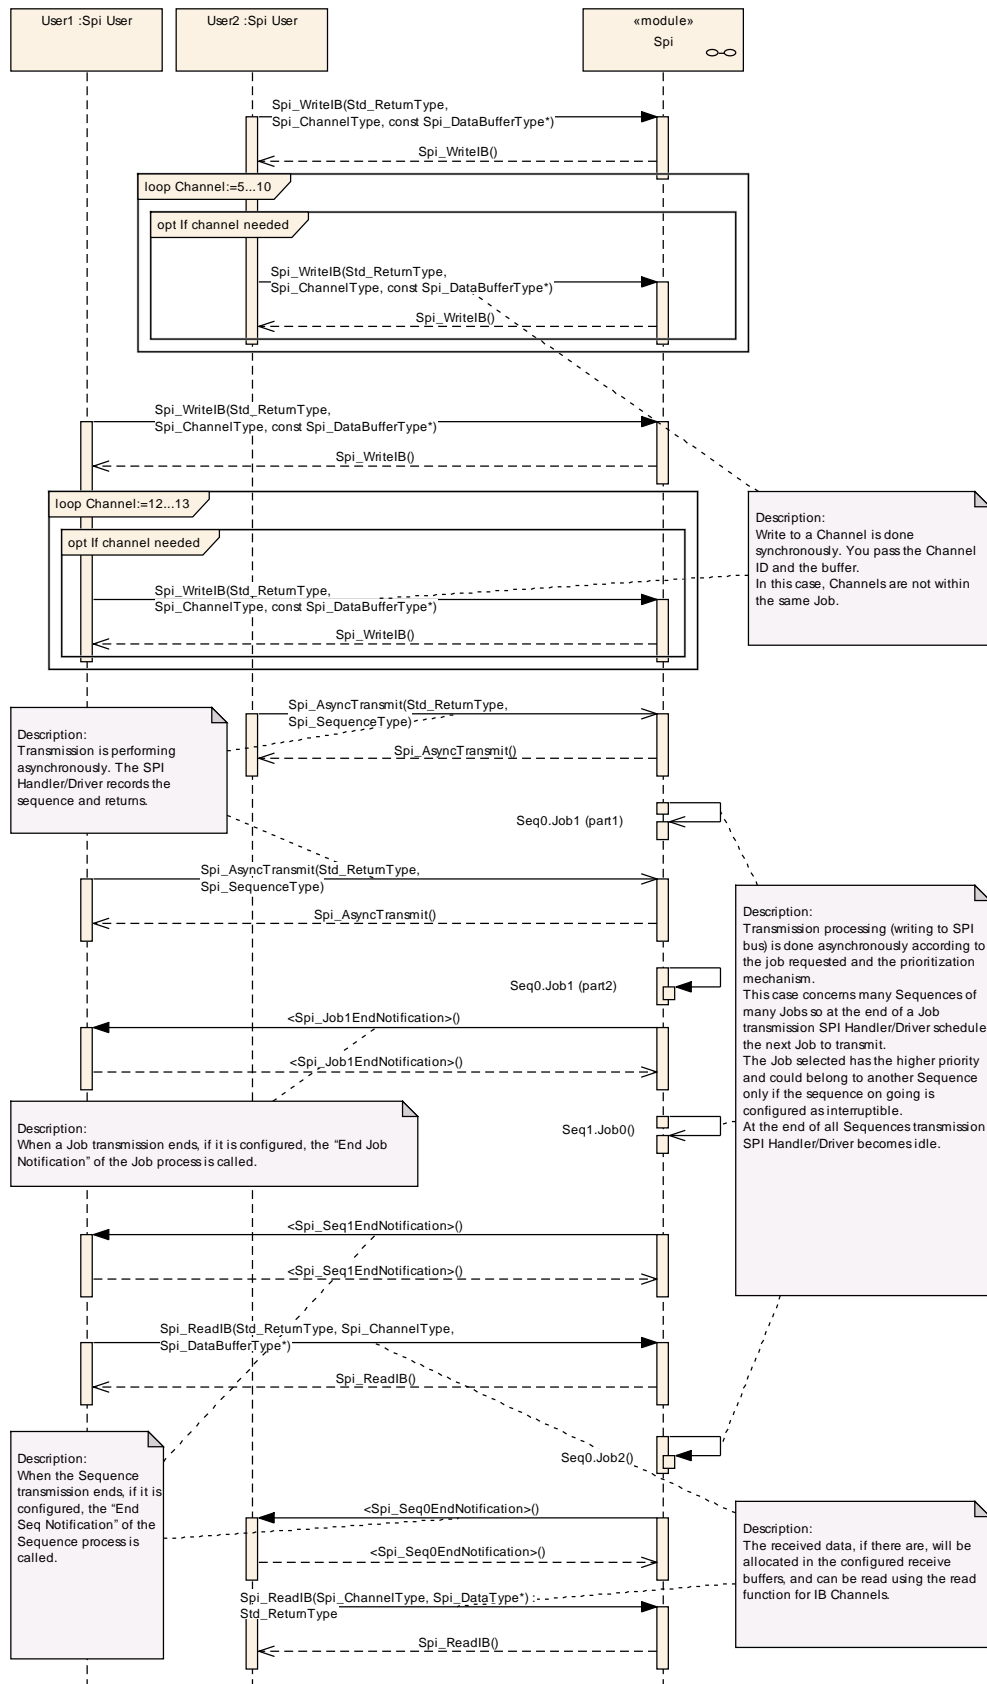 User1 :Spi User
User2 :Spi User
«module»
Spi
Spi_WriteIB(Std_ReturnType,
Spi_ChannelType, const Spi_DataBufferType*)
Spi_WriteIB()
loop Channel:=5...10
opt If channel needed
Spi_WriteIB(Std_ReturnType,
Spi_ChannelType, const Spi_DataBufferType*)
Spi_WriteIB()
Spi_WriteIB(Std_ReturnType,
Spi_ChannelType, const Spi_DataBufferType*)
Spi_WriteIB()
loop Channel:=12...13
opt If channel needed
Spi_WriteIB(Std_ReturnType,
Spi_ChannelType, const Spi_DataBufferType*)
Spi_WriteIB()
Description:
Write to a Channel is done
synchronously. You pass the Channel
ID and the buffer.
In this case, Channels are not within
the same Job.
Spi_AsyncTransmit(Std_ReturnType,
Spi_SequenceType)
Spi_AsyncTransmit()
Description:
Transmission is performing
asynchronously. The SPI
Handler/Driver records the
sequence and returns.
Seq0.Job1 (part1)
Spi_AsyncTransmit(Std_ReturnType,
Spi_SequenceType)
Spi_AsyncTransmit()
Description:
Transmission processing (writing to SPI
bus) is done asynchronously according to
the job requested and the prioritization
mechanism.
This case concerns many Sequences of
many Jobs so at the end of a Job
transmission SPI Handler/Driver schedule
the next Job to transmit.
The Job selected has the higher priority
and could belong to another Sequence
only if the sequence on going is
configured as interruptible.
At the end of all Sequences transmission
SPI Handler/Driver becomes idle.
Seq0.Job1 (part2)
<Spi_Job1EndNotification>()
<Spi_Job1EndNotification>()
Description:
When a Job transmission ends, if it is configured, the “End Job
Notification” of the Job process is called.
Seq1.Job0()
<Spi_Seq1EndNotification>()
<Spi_Seq1EndNotification>()
Spi_ReadIB(Std_ReturnType, Spi_ChannelType,
Spi_DataBufferType*)
Spi_ReadIB()
Description:
When the Sequence
transmission ends, if it is
configured, the “End
Seq Notification” of the
Sequence process is
called.
Seq0.Job2()
<Spi_Seq0EndNotification>()
<Spi_Seq0EndNotification>()
Description:
The received data, if there are, will be
allocated in the configured receive
buffers, and can be read using the read
function for IB Channels.
Spi_ReadIB(Spi_ChannelType, Spi_DataType*) :
Std_ReturnType
Spi_ReadIB()